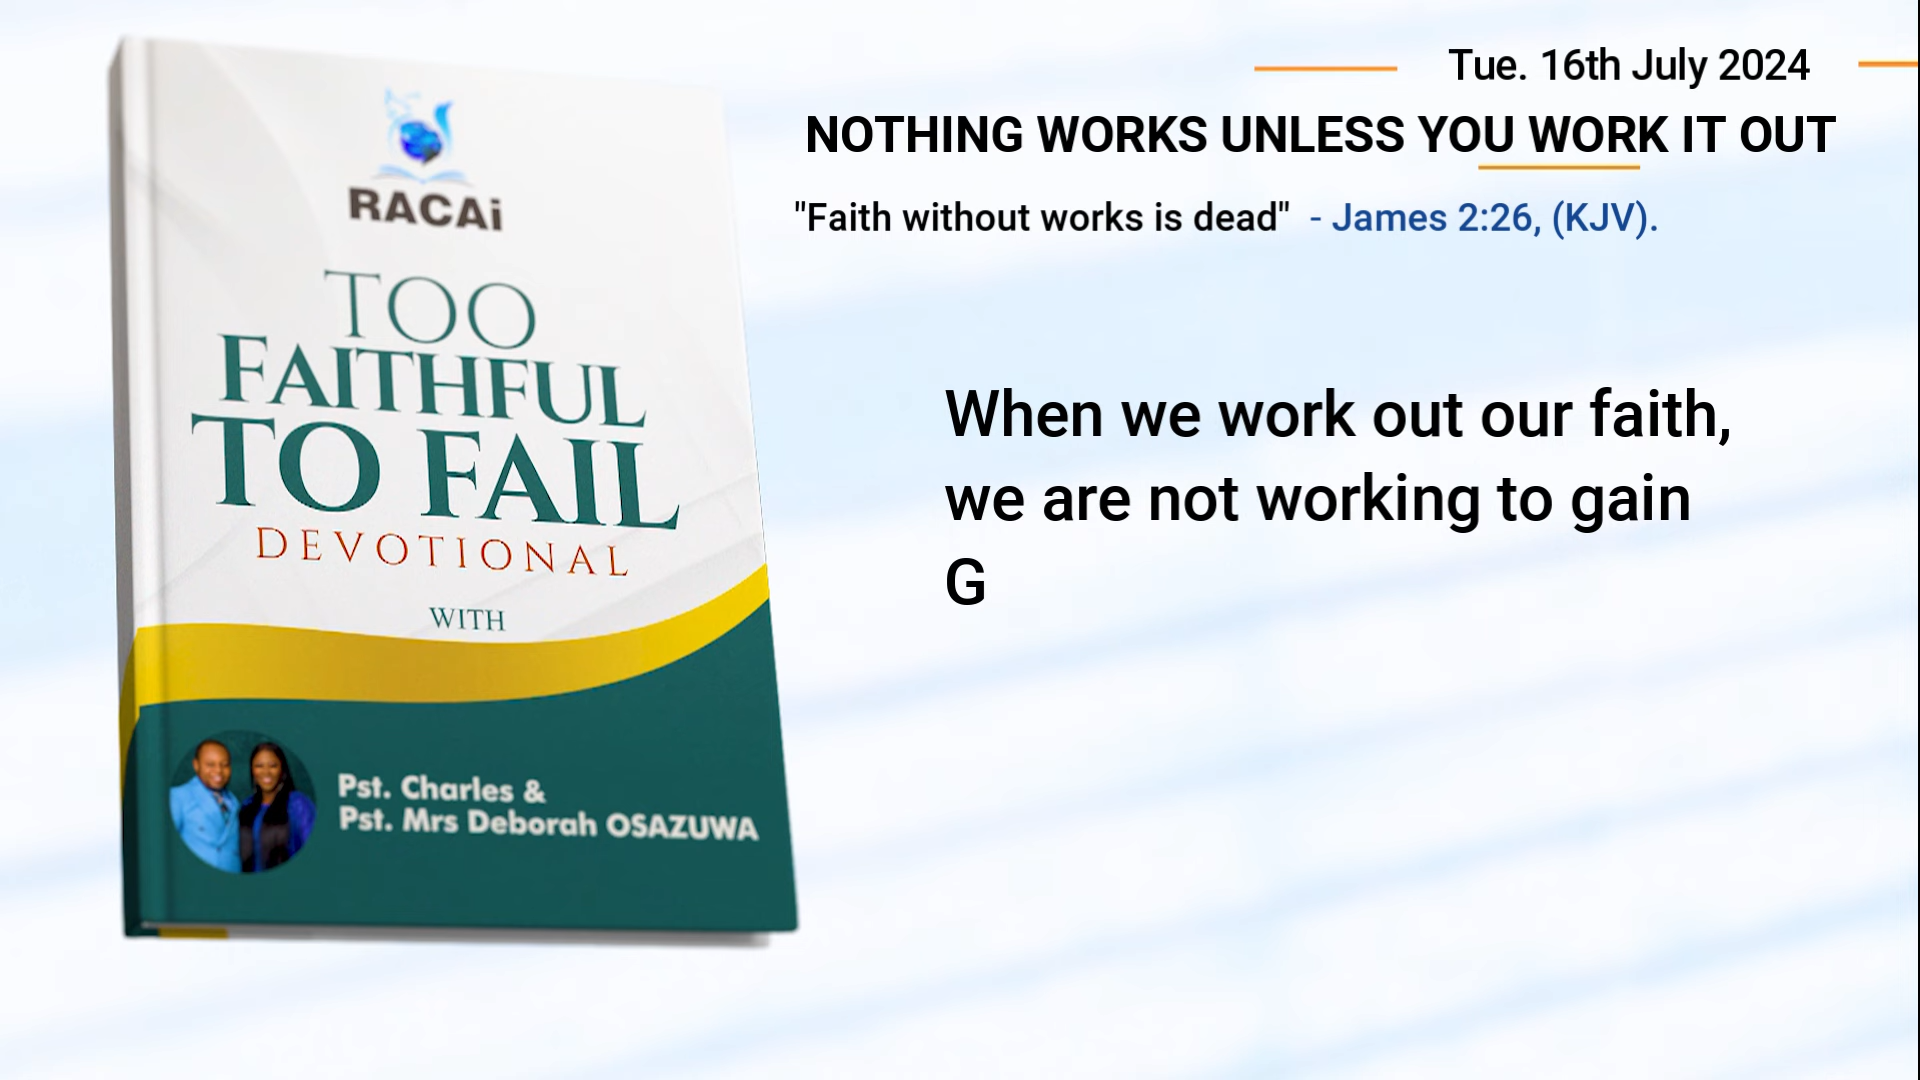 RACAi
TOO
FAITHFUL
TO FAIL
DEVOTIONAL
WITH
Pst. Charles &
Pst. Mrs Deborah OSAZUWA
Tue. 16th July 2024
NOTHING WORKS UNLESS YOU WORK IT OUT
"Faith without works is dead" - James 2:26, (KJV).
When we work out our faith,
we are not working to gain
G